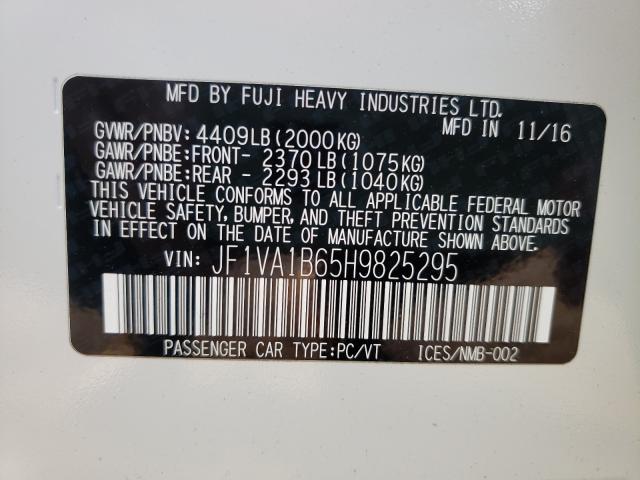 MFD BY FUJI HEAVY INDUSTRIES LTD.
MFD IN 11/16
GVWR/PNBV: 4409LB(2000KG)
GAWR/PNBE:FRONT- 2370LB(1075KG)
GAWR/PNBE:REAR - 2293LB(1040KG)
THIS VEHICLE CONFORMS TO ALL APPLICABLE FEDERAL MOTOR
VEHICLE SAFETY, BUMPER, AND THEFT PREVENTION STANDARDS
IN EFFECT ON THE DATE OF MANUFACTURE SHOWN ABOVE.
VIN: JF1VA1B65H9825295
PASSENGER CAR TYPE:PC/VT ICES/NMB-002